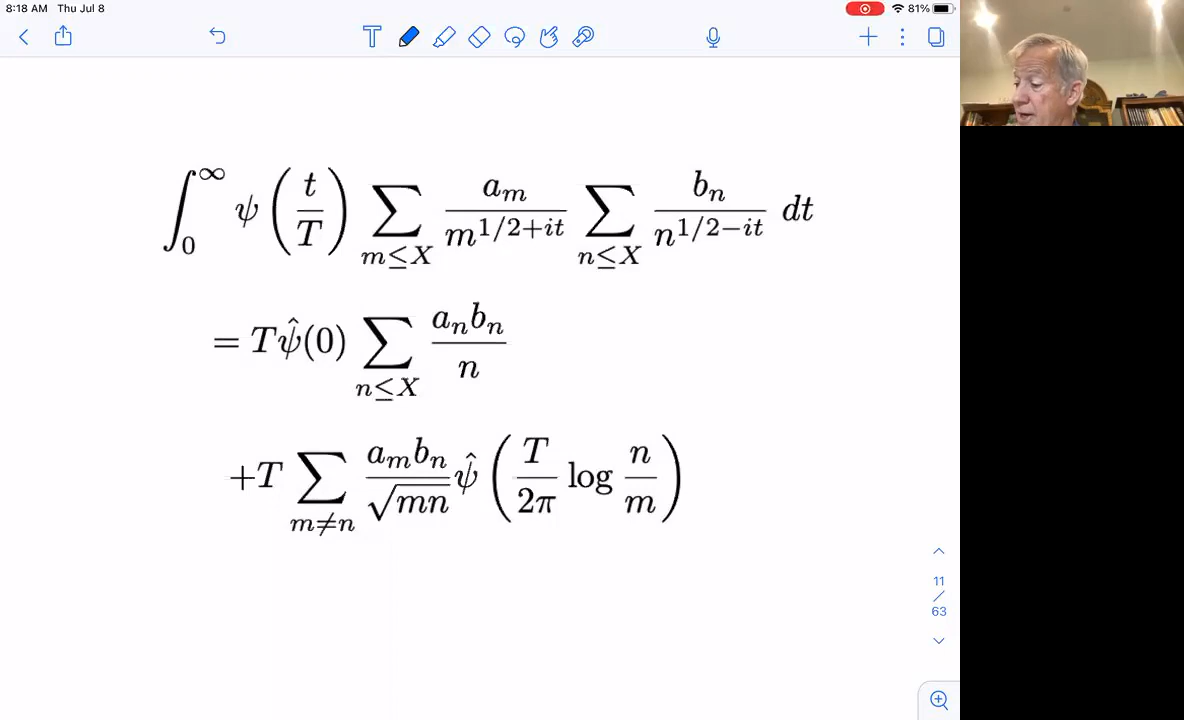 8:18 AM Thu Jul 8 81%
∫_0^∞ ψ(t/T) ∑_{m≤X} a_m/m^{1/2+it} ∑_{n≤X} b_n/n^{1/2−it} dt
= Tψ̂(0) ∑_{n≤X} a_n b_n/n
+T ∑_{m≠n} a_m b_n/√(mn) ψ̂(T/2π log n/m)
11
/
63